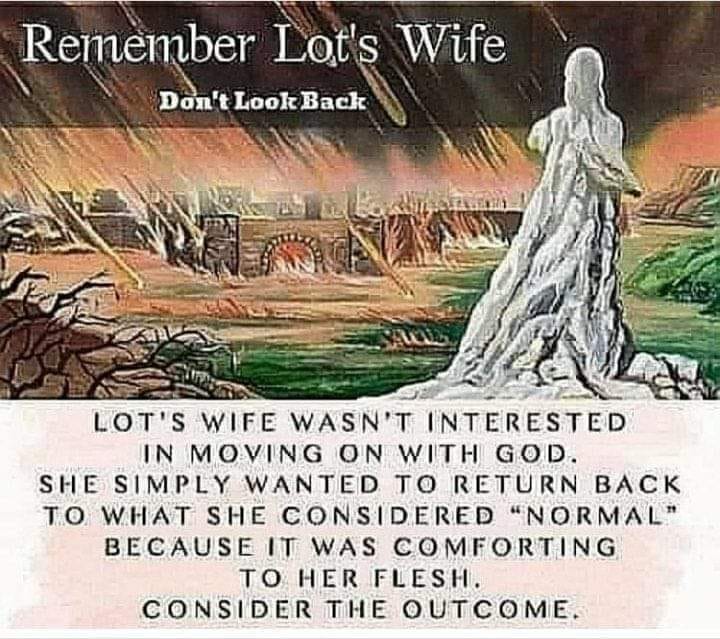 Remember Lot's Wife
Don't Look Back
LOT'S WIFE WASN'T INTERESTED
IN MOVING ON WITH GOD.
SHE SIMPLY WANTED TO RETURN BACK
TO WHAT SHE CONSIDERED "NORMAL"
BECAUSE IT WAS COMFORTING
TO HER FLESH.
CONSIDER THE OUTCOME.